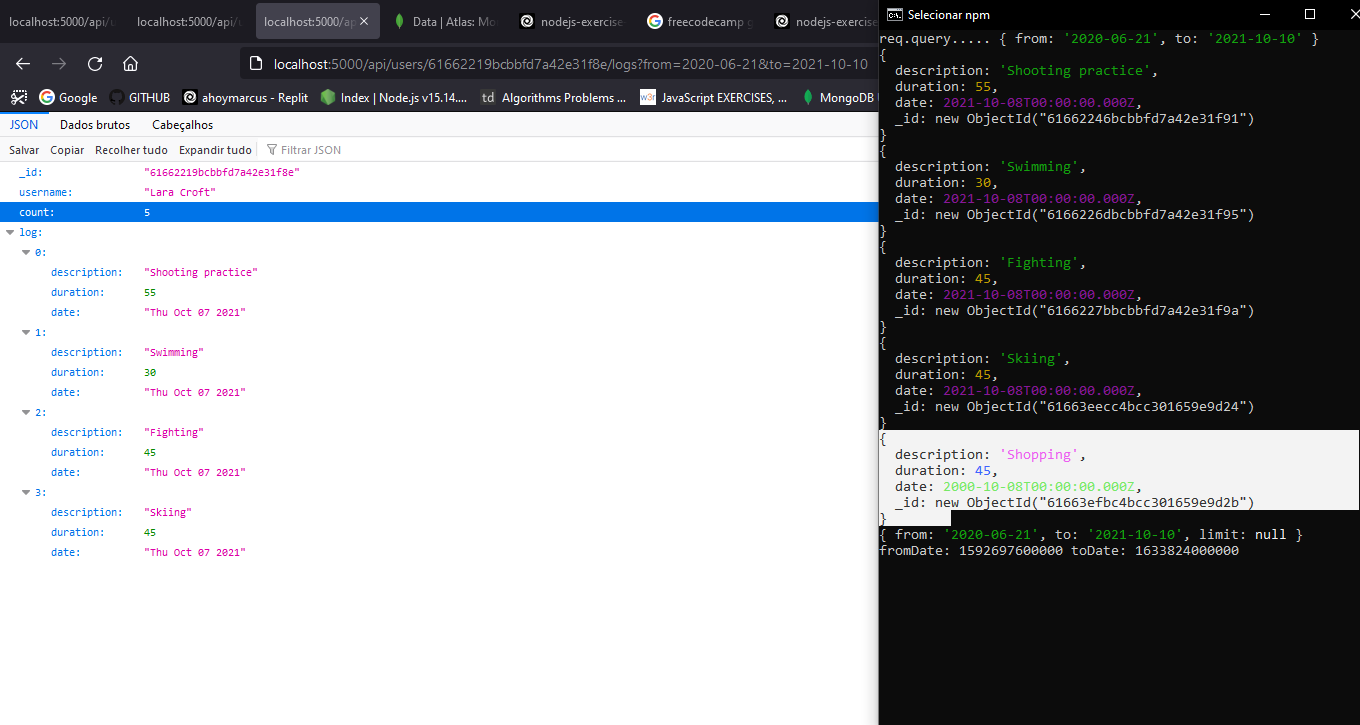 localhost:5000/api/u
localhost:5000/api/u
localhost:5000/ap
Data | Atlas: Mo
nodejs-exercise
freecodecamp g
nodejs-exercise
localhost:5000/api/users/61662219bcbbfd7a42e31f8e/logs?from=2020-06-21&to=2021-10-10
Google
GITHUB
ahoymarcus - Replit
Index | Node.js v15.14....
td Algorithms Problems ...
w3r JavaScript EXERCISES, ...
MongoDB
JSON Dados brutos Cabeçalhos
Salvar Copiar Recolher tudo Expandir tudo Filtrar JSON
_id: "61662219bcbbfd7a42e31f8e"
username: "Lara Croft"
count: 5
log:
0:
description: "Shooting practice"
duration: 55
date: "Thu Oct 07 2021"
1:
description: "Swimming"
duration: 30
date: "Thu Oct 07 2021"
2:
description: "Fighting"
duration: 45
date: "Thu Oct 07 2021"
3:
description: "Skiing"
duration: 45
date: "Thu Oct 07 2021"
Selecionar npm
req.query..... { from: '2020-06-21', to: '2021-10-10' }
{
description: 'Shooting practice',
duration: 55,
date: 2021-10-08T00:00:00.000Z,
_id: new ObjectId("61662246bcbbfd7a42e31f91")
}
{
description: 'Swimming',
duration: 30,
date: 2021-10-08T00:00:00.000Z,
_id: new ObjectId("6166226dbcbbfd7a42e31f95")
}
{
description: 'Fighting',
duration: 45,
date: 2021-10-08T00:00:00.000Z,
_id: new ObjectId("6166227bbcbbfd7a42e31f9a")
}
{
description: 'Skiing',
duration: 45,
date: 2021-10-08T00:00:00.000Z,
_id: new ObjectId("61663eecc4bcc301659e9d24")
}
{
description: 'Shopping',
duration: 45,
date: 2000-10-08T00:00:00.000Z,
_id: new ObjectId("61663efbc4bcc301659e9d2b")
}
{ from: '2020-06-21', to: '2021-10-10', limit: null }
fromDate: 1592697600000 toDate: 1633824000000